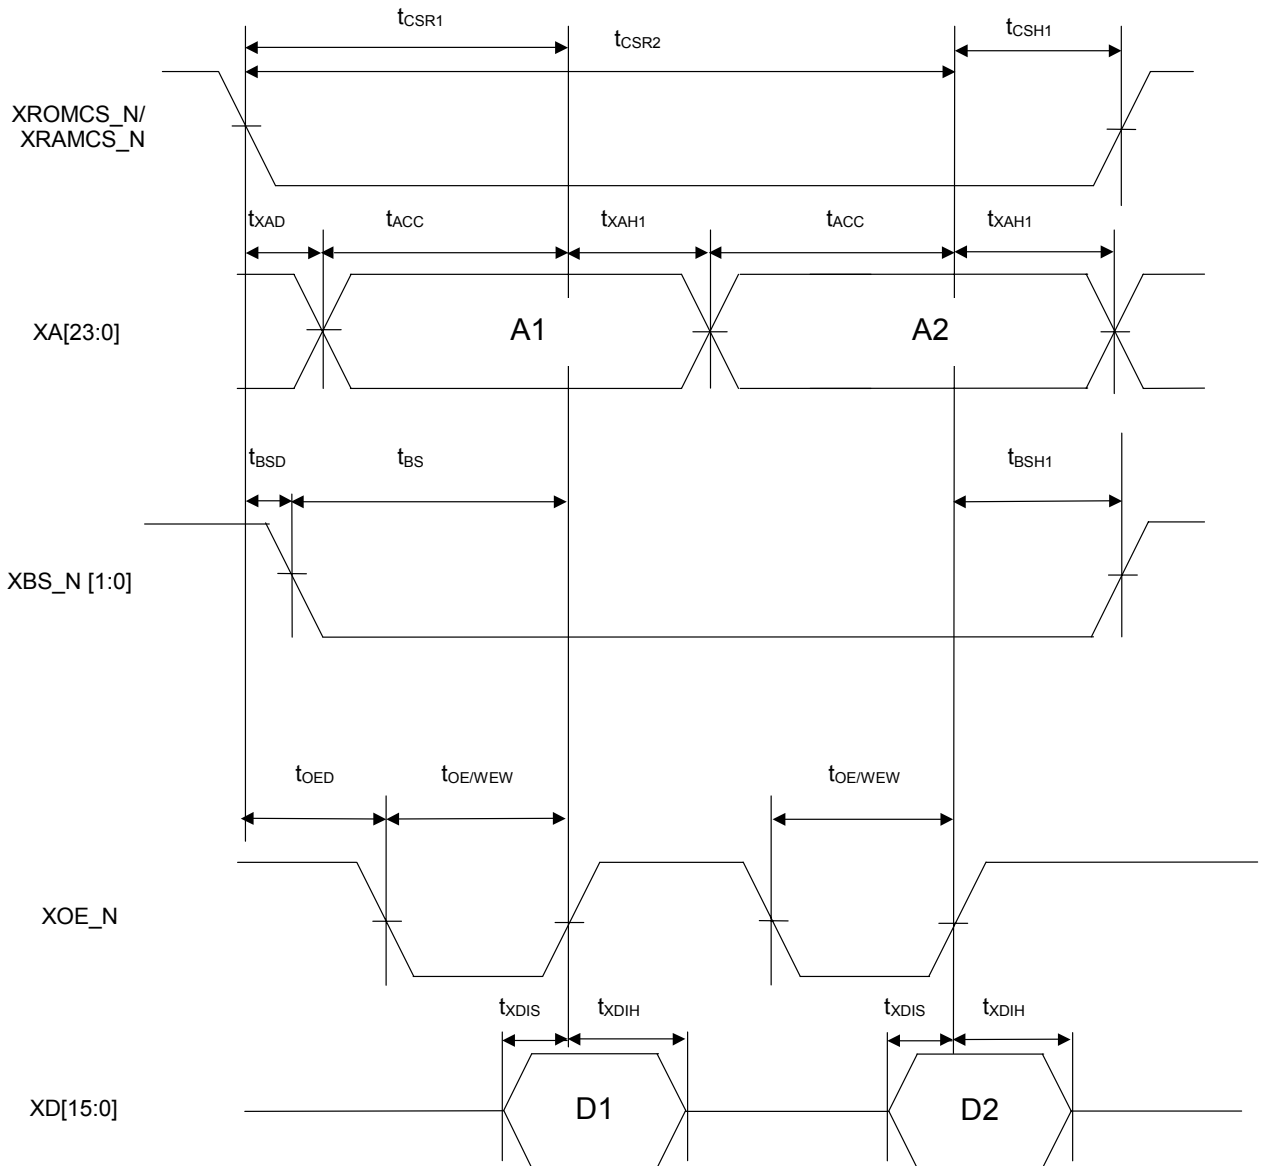 tCSR1
tCSR2
tCSH1
XROMCS_N/
XRAMCS_N
tXAD tACC tXAH1 tACC tXAH1
XA[23:0] A1 A2
tBSD tBS tBSH1
XBS_N [1:0]
tOED tOE/WEW tOE/WEW
XOE_N
tXDIS tXDIH tXDIS tXDIH
XD[15:0] D1 D2